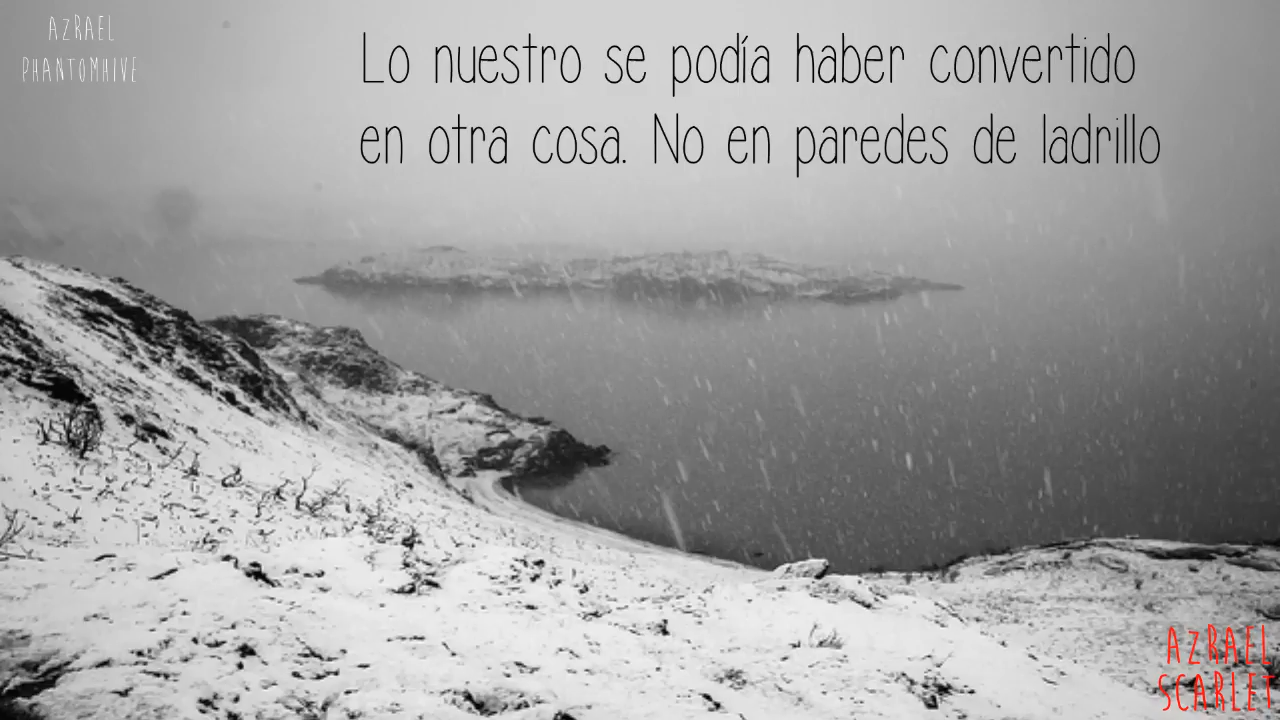 AZRAEL
PHANTOMHIVE
Lo nuestro se podía haber convertido
en otra cosa. No en paredes de ladrillo
AZRAEL
SCARLET